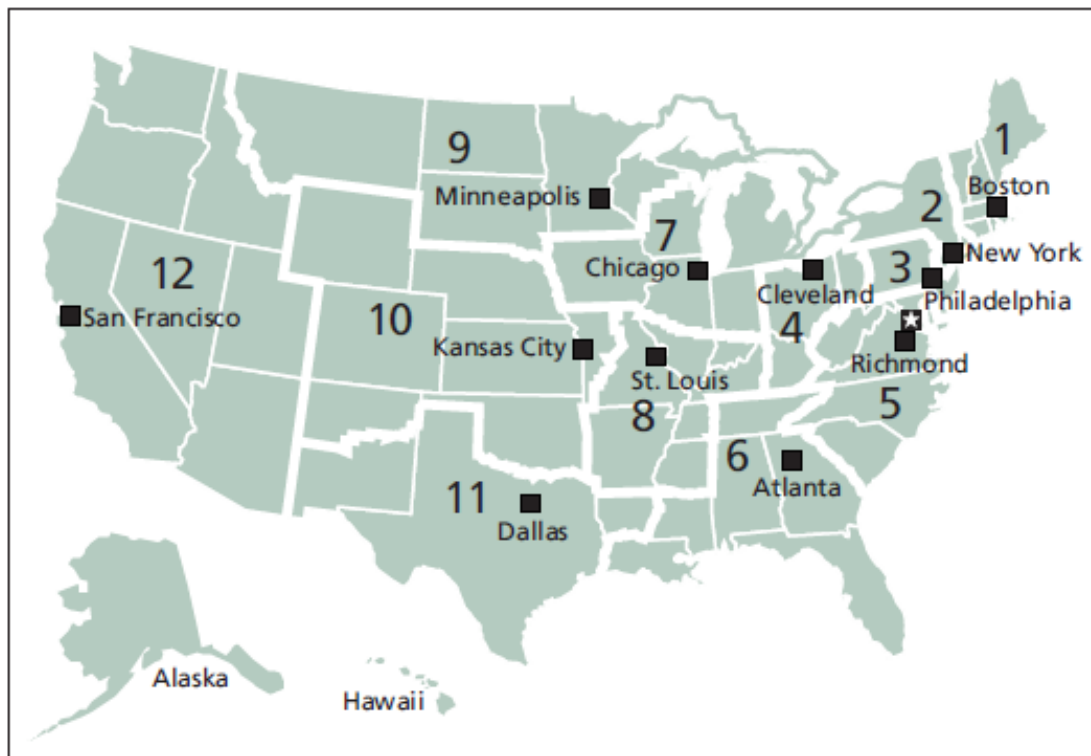 1
Boston
2
New York
3
Philadelphia
9
Minneapolis
7
Chicago
Cleveland
4
Richmond
5
12
San Francisco
10
Kansas City
St. Louis
8
6
Atlanta
11
Dallas
Alaska
Hawaii